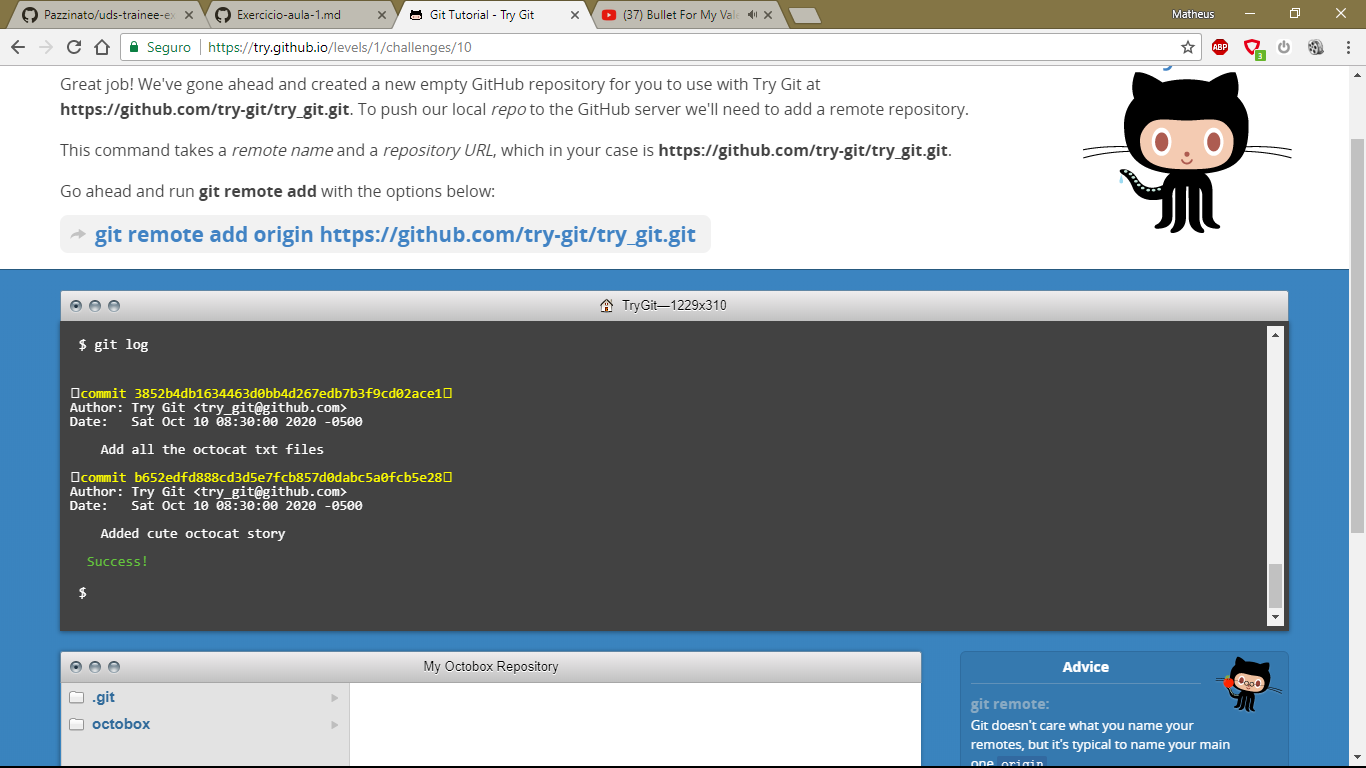 Pazzinato/uds-trainee-ex
Exercicio-aula-1.md
Git Tutorial - Try Git
(37) Bullet For My Vale
Matheus
Seguro
https://try.github.io/levels/1/challenges/10
ABP
3
Great job! We've gone ahead and created a new empty GitHub repository for you to use with Try Git at
https://github.com/try-git/try_git.git. To push our local repo to the GitHub server we'll need to add a remote repository.
This command takes a remote name and a repository URL, which in your case is https://github.com/try-git/try_git.git.
Go ahead and run git remote add with the options below:
git remote add origin https://github.com/try-git/try_git.git
TryGit—1229x310
$ git log
commit 3852b4db1634463d0bb4d267edb7b3f9cd02ace1
Author: Try Git <try_git@github.com>
Date:   Sat Oct 10 08:30:00 2020 -0500
Add all the octocat txt files
commit b652edfd888cd3d5e7fcb857d0dabc5a0fcb5e28
Author: Try Git <try_git@github.com>
Date:   Sat Oct 10 08:30:00 2020 -0500
Added cute octocat story
Success!
$
My Octobox Repository
.git
octobox
Advice
git remote:
Git doesn't care what you name your
remotes, but it's typical to name your main
one origin